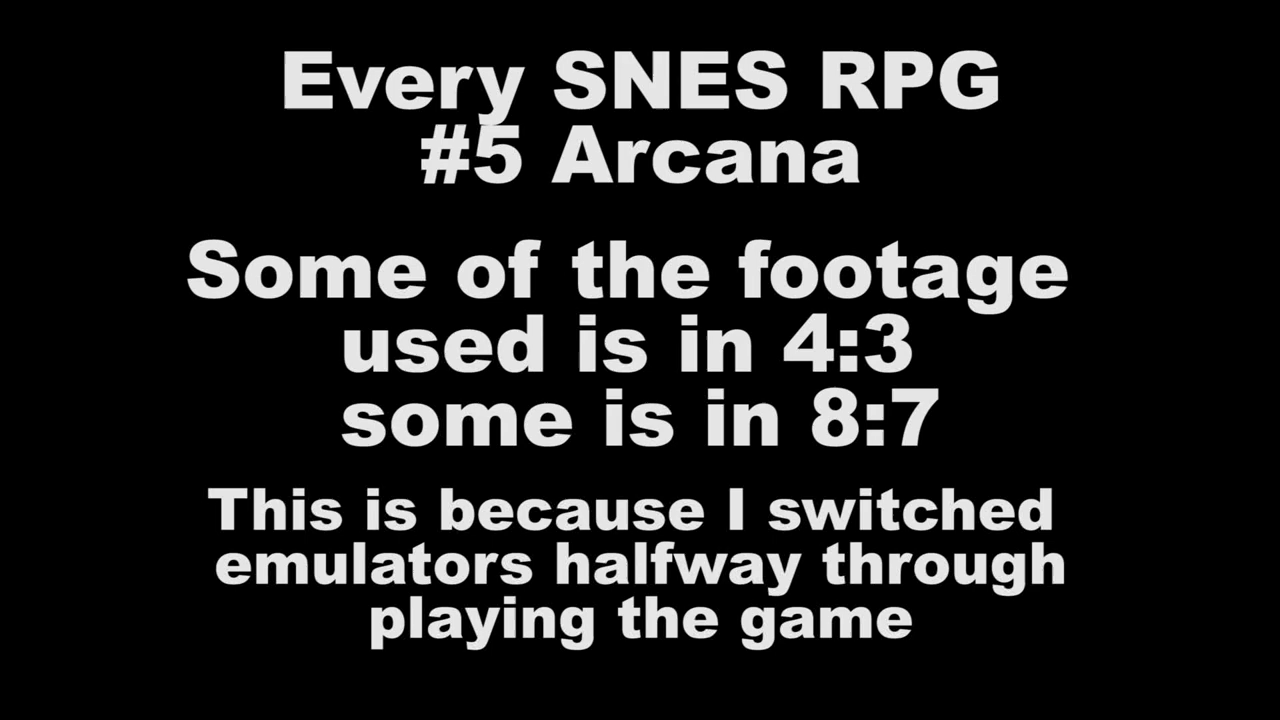 Every SNES RPG
#5 Arcana
Some of the footage
used is in 4:3
some is in 8:7
This is because I switched
emulators halfway through
playing the game